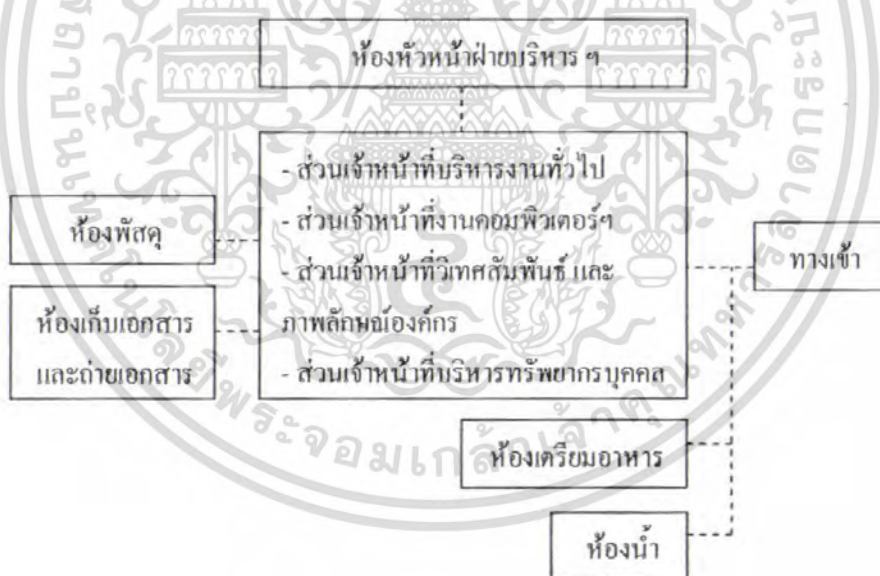 ห้องหัวหน้าฝ่ายบริหาร ฯ
- ส่วนเจ้าหน้าที่บริหารงานทั่วไป
- ส่วนเจ้าหน้าที่งานคอมพิวเตอร์ฯ
- ส่วนเจ้าหน้าที่วิเทศสัมพันธ์ และ
ภาพลักษณ์องค์กร
- ส่วนเจ้าหน้าที่บริหารทรัพยากรบุคคล
ห้องพัสดุ
ห้องเก็บเอกสาร
และถ่ายเอกสาร
ทางเข้า
ห้องเตรียมอาหาร
ห้องน้ำ